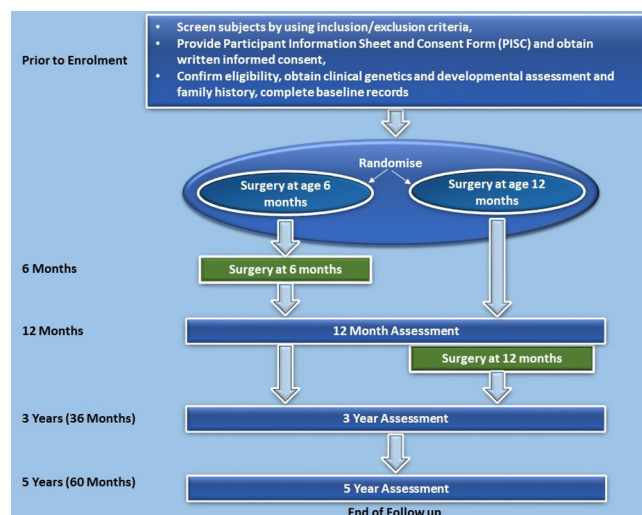 • Screen subjects by using inclusion/exclusion criteria,
• Provide Participant Information Sheet and Consent Form (PISC) and obtain
written informed consent,
• Confirm eligibility, obtain clinical genetics and developmental assessment and
family history, complete baseline records
Prior to Enrolment
Randomise
Surgery at age 6
months
Surgery at age 12
months
6 Months
Surgery at 6 months
12 Months
12 Month Assessment
Surgery at 12 months
3 Years (36 Months)
3 Year Assessment
5 Years (60 Months)
5 Year Assessment
End of Follow up